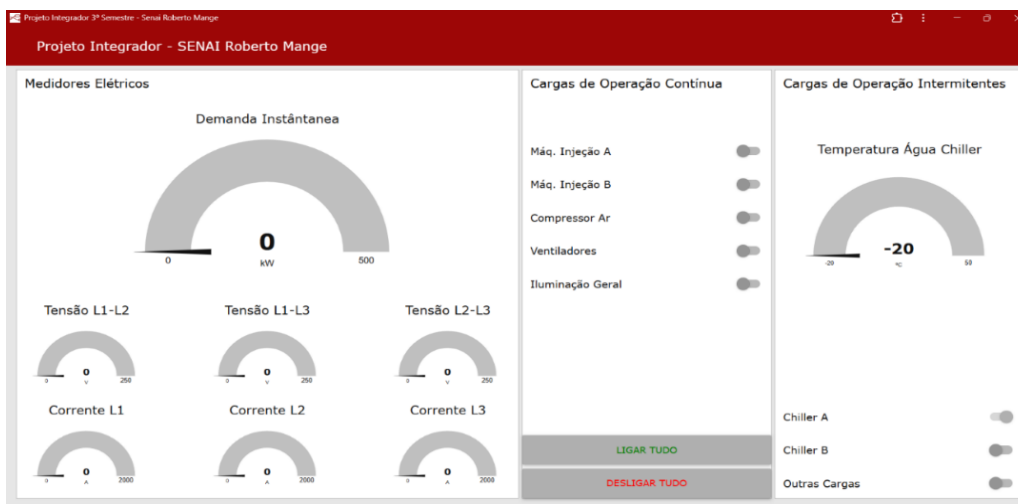 Projeto Integrador 3º Semestre - Senai Roberto Mange
Projeto Integrador - SENAI Roberto Mange
Medidores Elétricos
Demanda Instântanea
0
kW
0
500
Tensão L1-L2
0
V
0
250
Tensão L1-L3
0
V
0
250
Tensão L2-L3
0
V
0
250
Corrente L1
0
A
0
2000
Corrente L2
0
A
0
2000
Corrente L3
0
A
0
2000
Cargas de Operação Contínua
Máq. Injeção A
Máq. Injeção B
Compressor Ar
Ventiladores
Iluminação Geral
LIGAR TUDO
DESLIGAR TUDO
Cargas de Operação Intermitentes
Temperatura Água Chiller
-20
ºC
-20
50
Chiller A
Chiller B
Outras Cargas